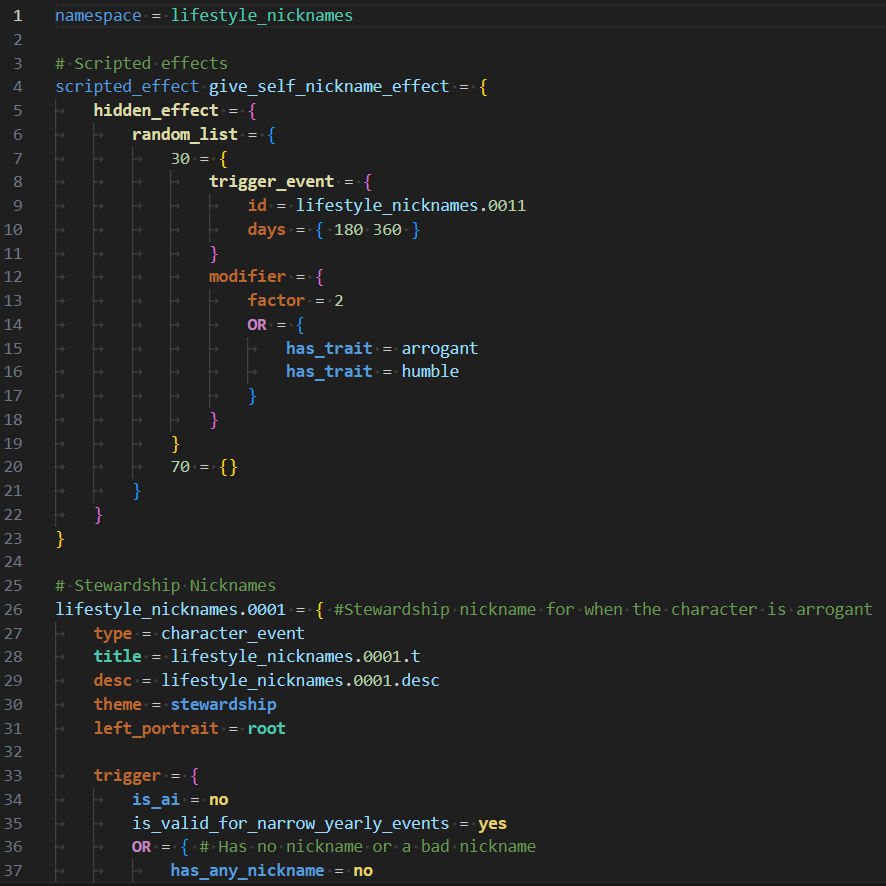 1 namespace = lifestyle_nicknames
2
3 # Scripted effects
4 scripted_effect give_self_nickname_effect = {
5 hidden_effect = {
6 random_list = {
7 30 = {
8 trigger_event = {
9 id = lifestyle_nicknames.0011
10 days = { 180 360 }
11 }
12 modifier = {
13 factor = 2
14 OR = {
15 has_trait = arrogant
16 has_trait = humble
17 }
18 }
19 }
20 70 = {}
21 }
22 }
23 }
24
25 # Stewardship Nicknames
26 lifestyle_nicknames.0001 = { #Stewardship nickname for when the character is arrogant
27 type = character_event
28 title = lifestyle_nicknames.0001.t
29 desc = lifestyle_nicknames.0001.desc
30 theme = stewardship
31 left_portrait = root
32
33 trigger = {
34 is_ai = no
35 is_valid_for_narrow_yearly_events = yes
36 OR = { # Has no nickname or a bad nickname
37 has_any_nickname = no